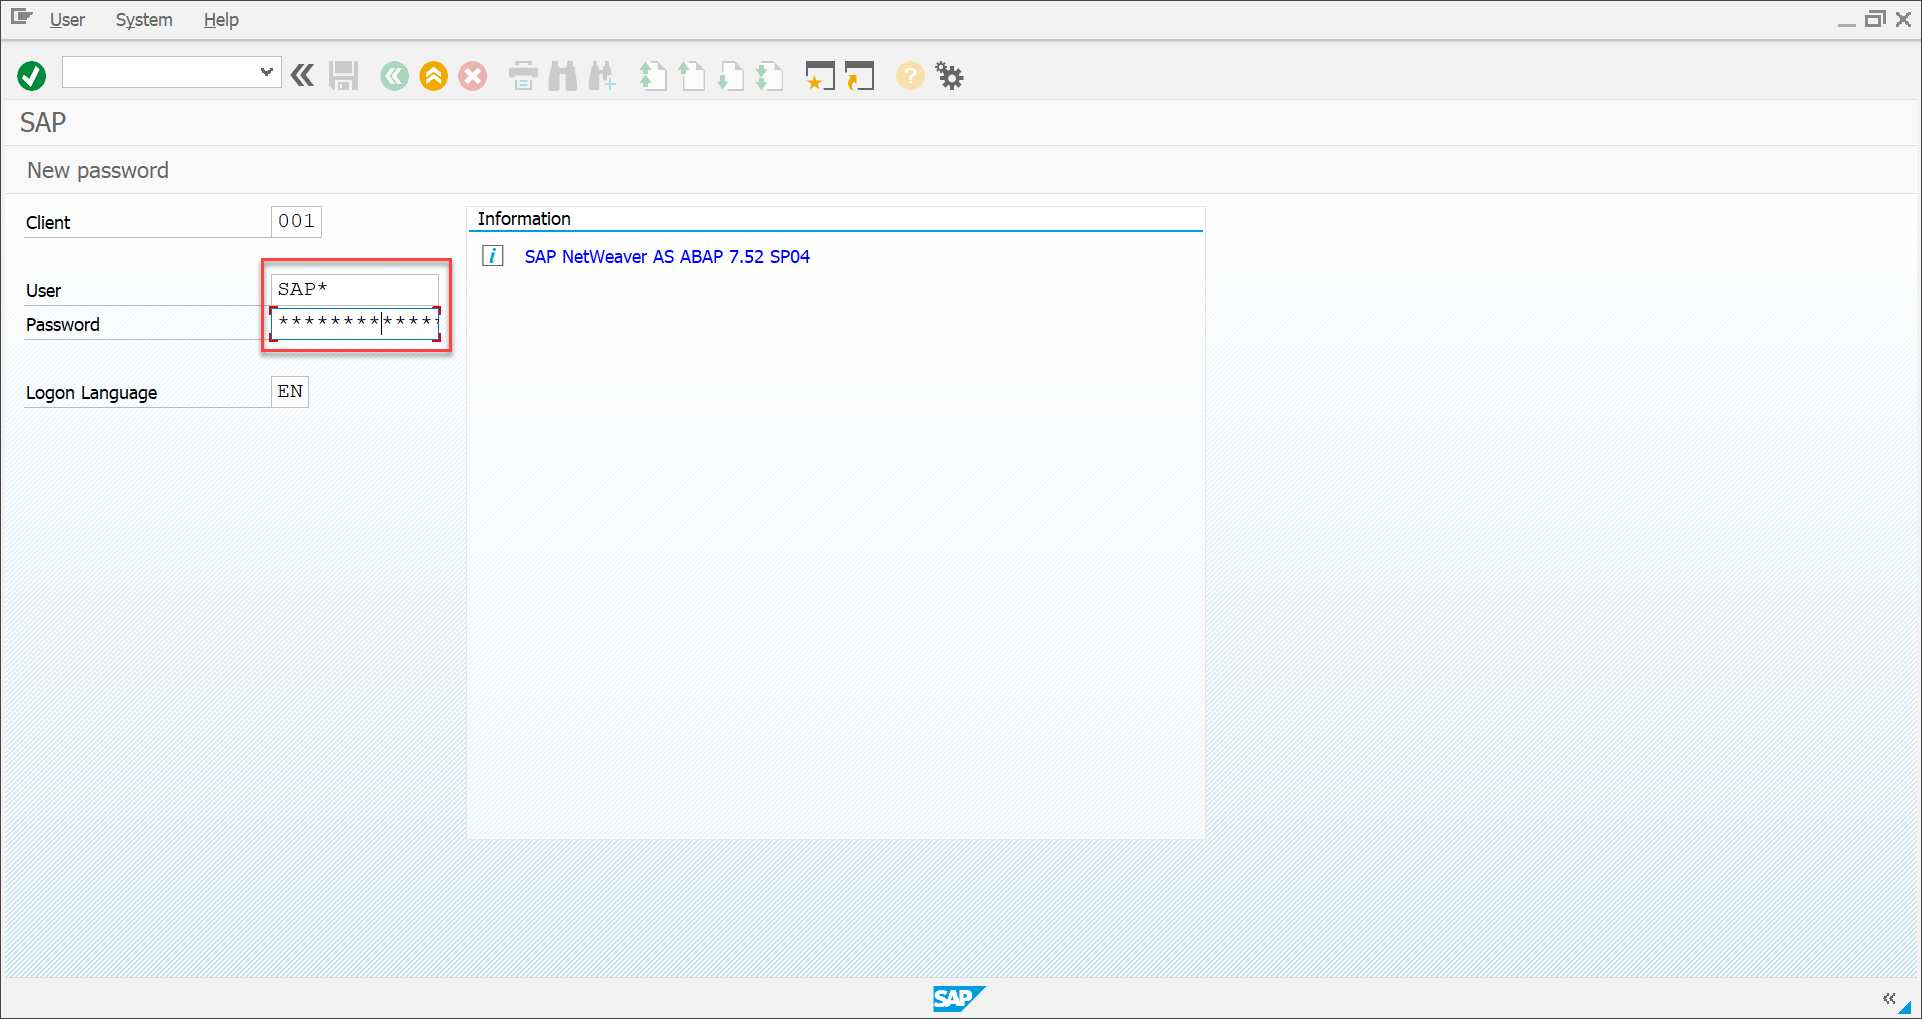 User System Help
SAP
New password
Client 001
User SAP*
Password *************
Logon Language EN
Information
i SAP NetWeaver AS ABAP 7.52 SP04
SAP